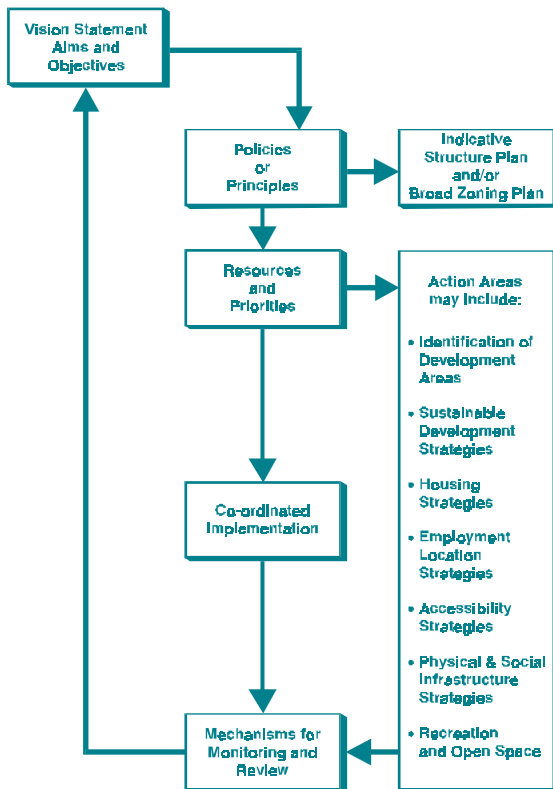 Vision Statement
Aims and
Objectives
Policies
or
Principles
Indicative
Structure Plan
and/or
Broad Zoning Plan
Resources
and
Priorities
Action Areas
may Include:
• Identification of
Development
Areas
• Sustainable
Development
Strategies
• Housing
Strategies
• Employment
Location
Strategies
• Accessibility
Strategies
• Physical & Social
Infrastructure
Strategies
• Recreation
and Open Space
Co-ordinated
Implementation
Mechanisms for
Monitoring and
Review